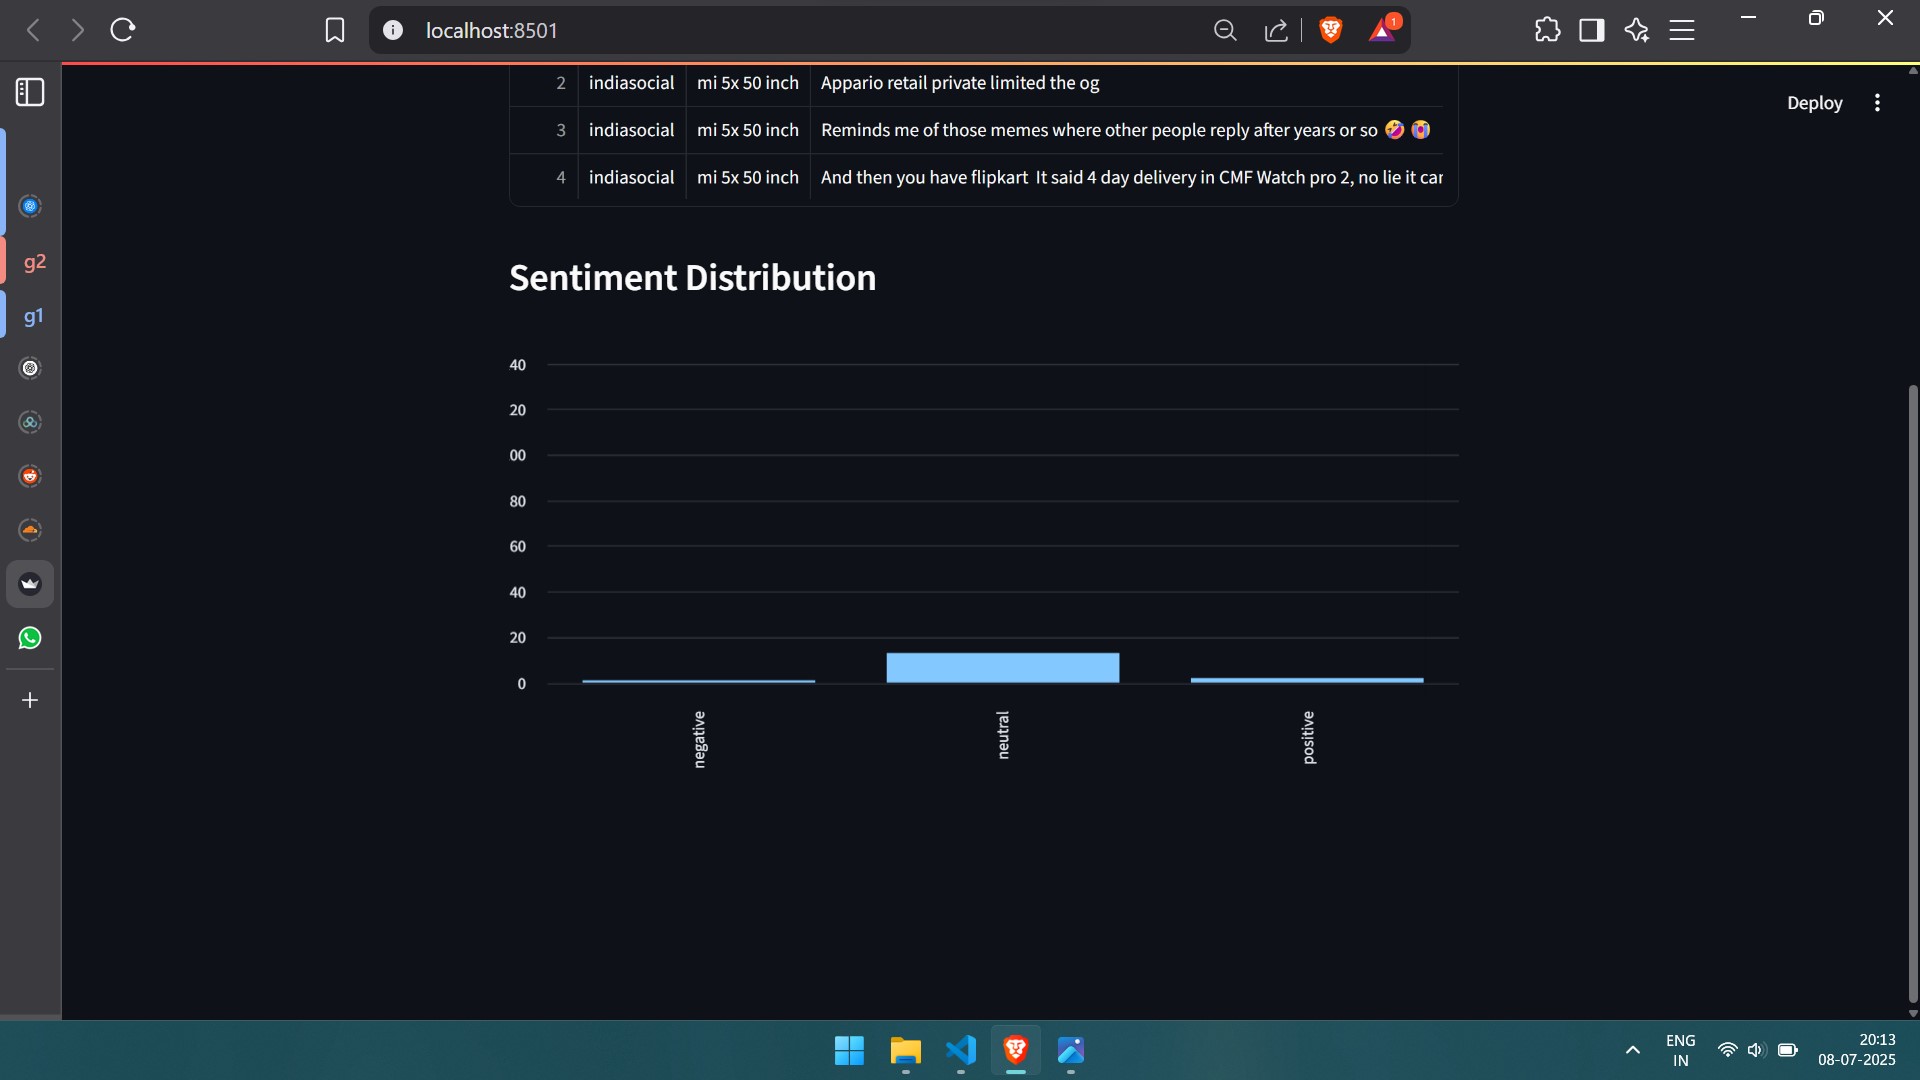 localhost:8501
1
Deploy
2 indiasocial mi 5x 50 inch Appario retail private limited the og
3 indiasocial mi 5x 50 inch Reminds me of those memes where other people reply after years or so 🤣 😭
4 indiasocial mi 5x 50 inch And then you have flipkart It said 4 day delivery in CMF Watch pro 2, no lie it car
g2
g1
Sentiment Distribution
40
20
00
80
60
40
20
0
negative neutral positive
ENG
IN
20:13
08-07-2025